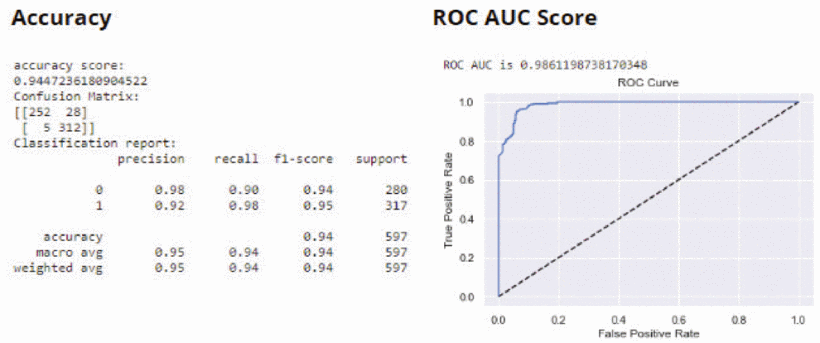 Accuracy
accuracy score:
0.9447236180904522
Confusion Matrix:
[[252 28]
[ 5 312]]
Classification report:
precision recall f1-score support
0 0.98 0.90 0.94 280
1 0.92 0.98 0.95 317
accuracy 0.94 597
macro avg 0.95 0.94 0.94 597
weighted avg 0.95 0.94 0.94 597
ROC AUC Score
ROC AUC is 0.9861198738170348
ROC Curve
1.0
0.8
0.6
0.4
0.2
0.0
True Positive Rate
0.0 0.2 0.4 0.6 0.8 1.0
False Positive Rate